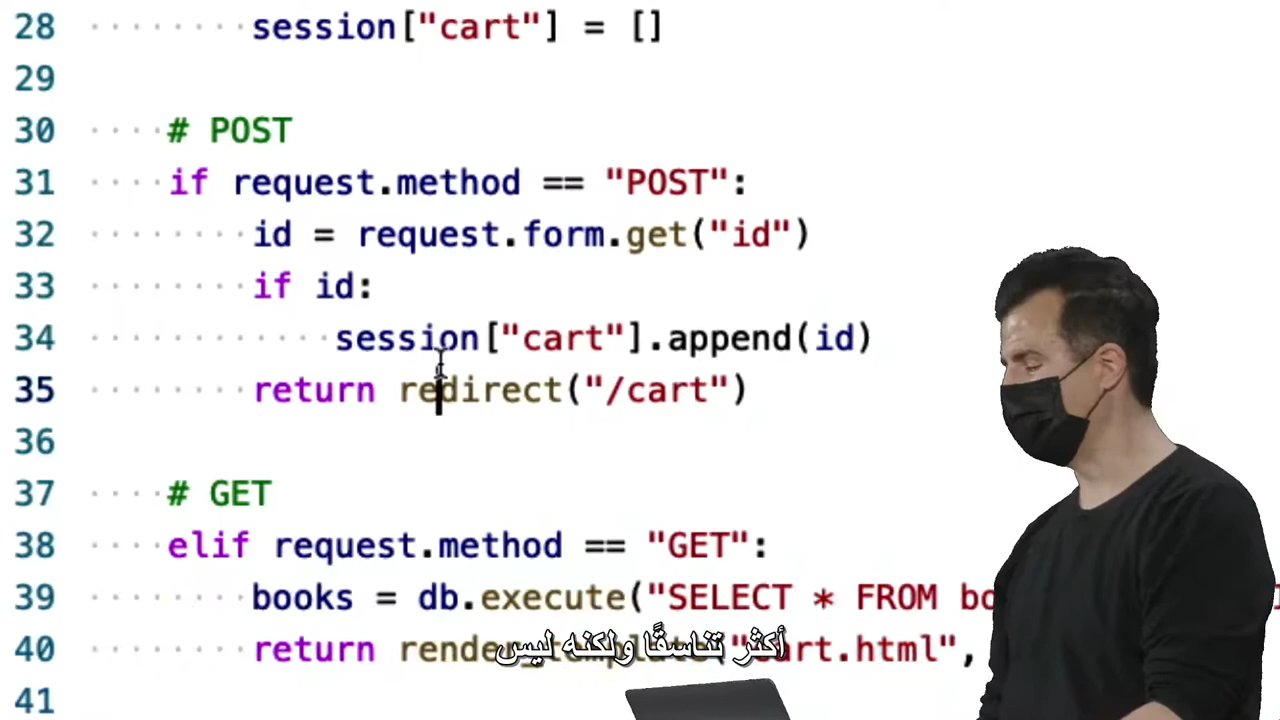 28 session["cart"] = []
29
30 # POST
31 if request.method == "POST":
32 id = request.form.get("id")
33 if id:
34 session["cart"].append(id)
35 return redirect("/cart")
36
37 # GET
38 elif request.method == "GET":
39 books = db.execute("SELECT * FROM
40 return cart.html",
أكثر تناسقًا ولكنه ليس
41